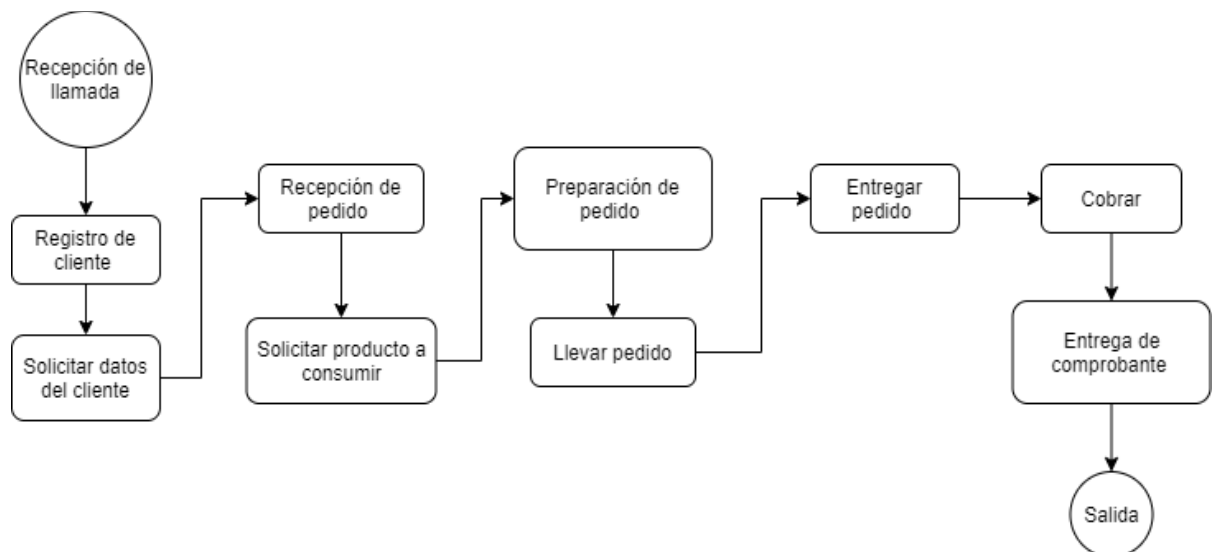 Recepción de
llamada
Registro de
cliente
Solicitar datos
del cliente
Recepción de
pedido
Solicitar producto a
consumir
Preparación de
pedido
Llevar pedido
Entregar
pedido
Cobrar
Entrega de
comprobante
Salida